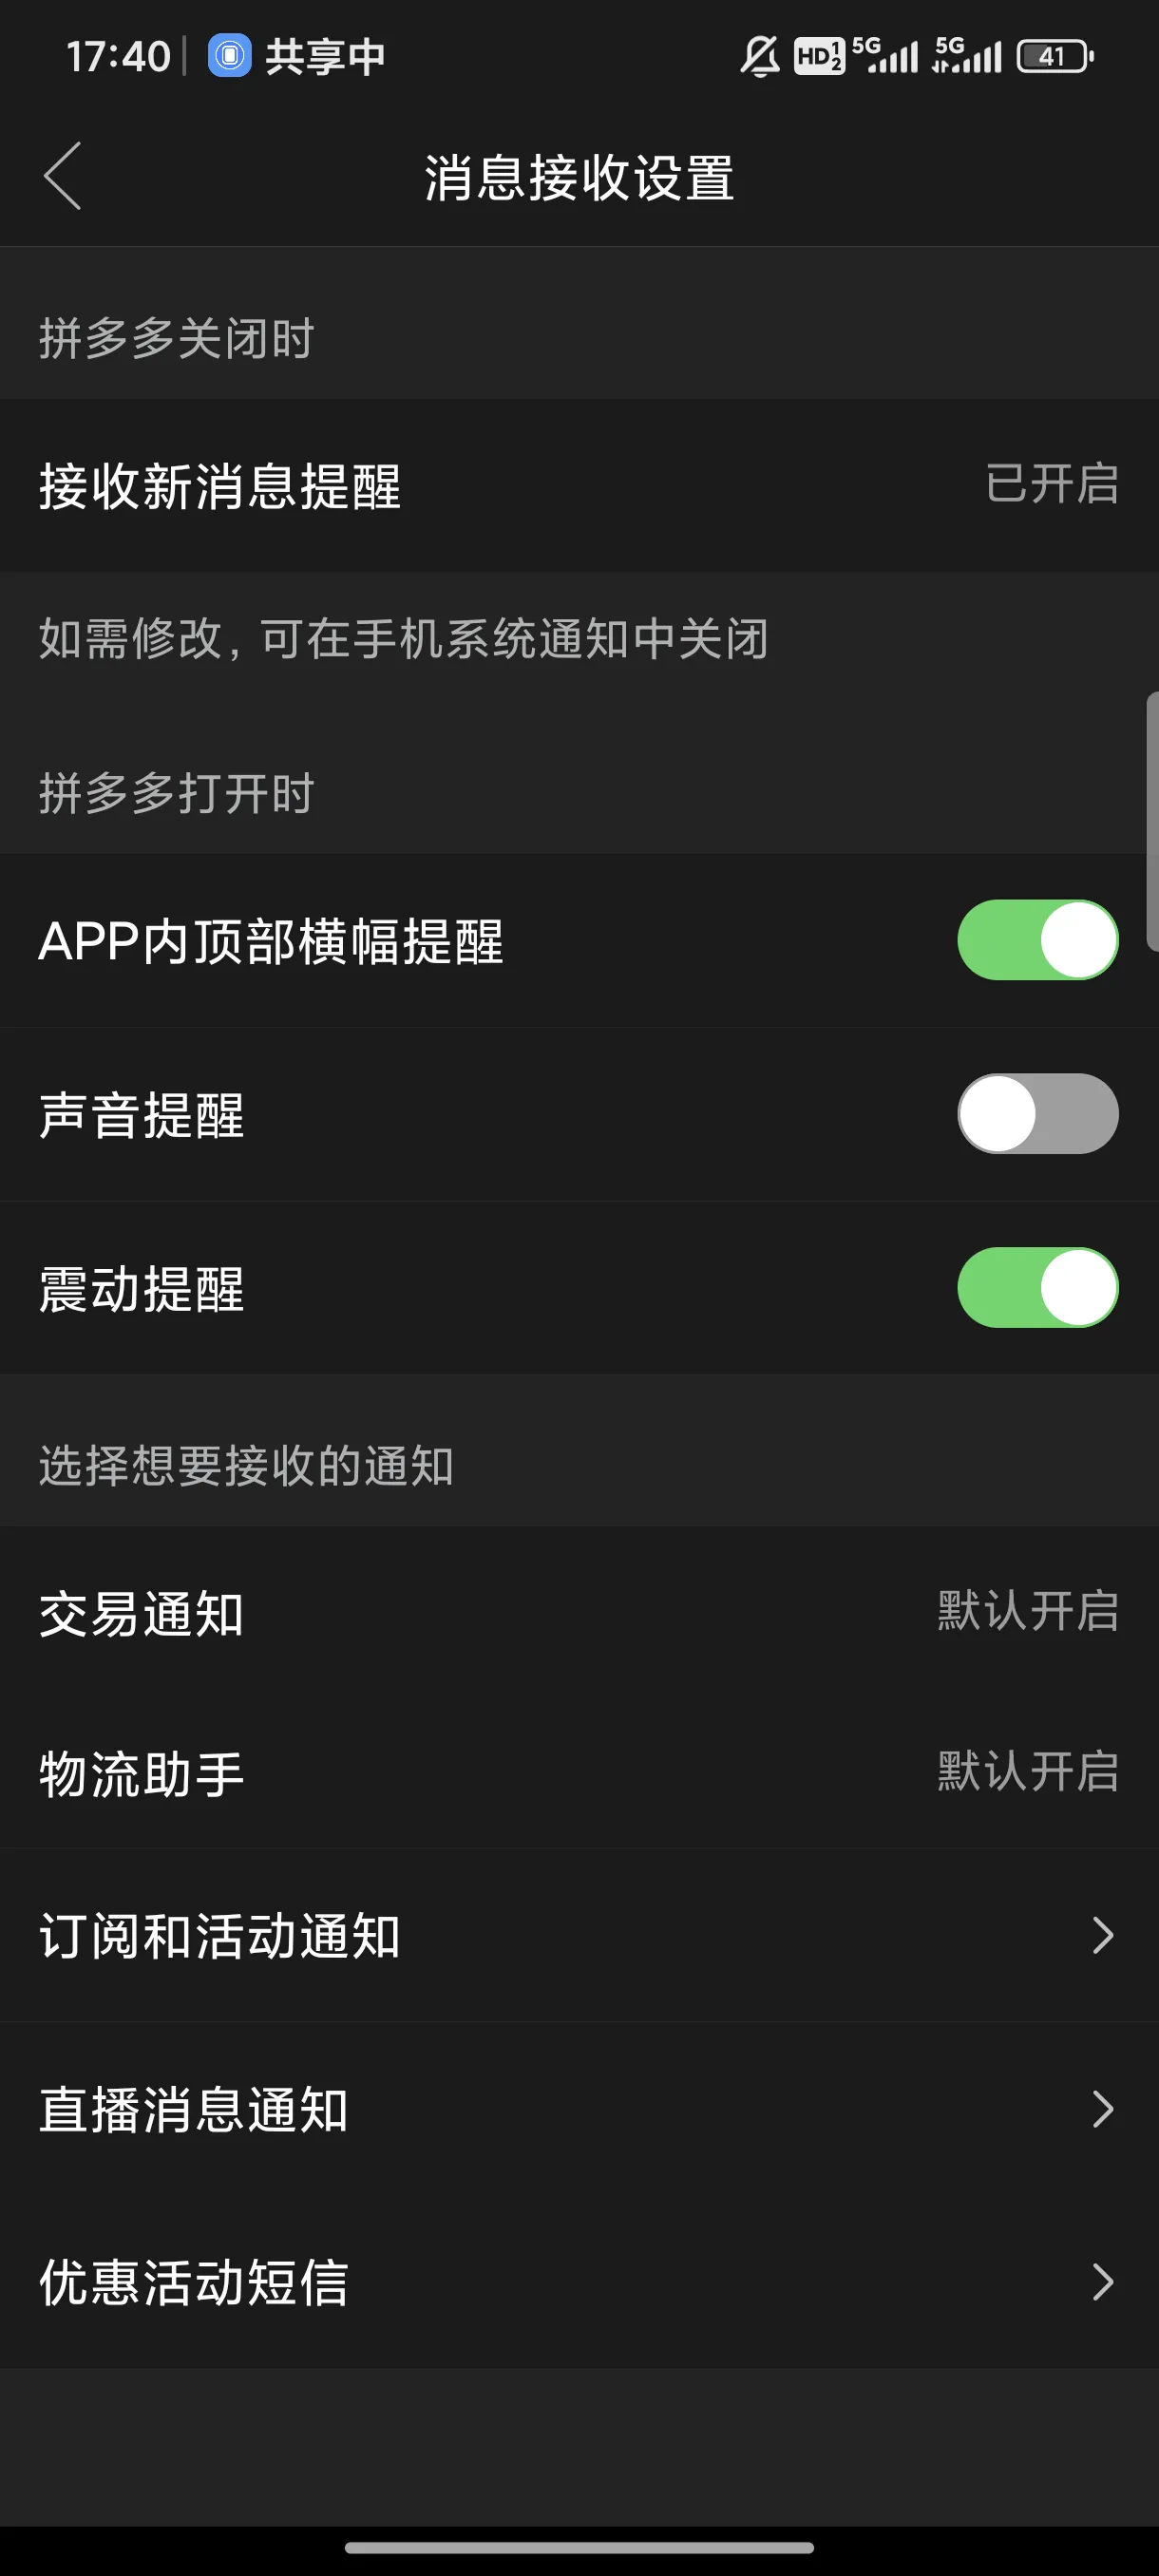 17:40 共享中 HD 1 2 5G 5G 41
消息接收设置
拼多多关闭时
接收新消息提醒 已开启
如需修改，可在手机系统通知中关闭
拼多多打开时
APP内顶部横幅提醒
声音提醒
震动提醒
选择想要接收的通知
交易通知 默认开启
物流助手 默认开启
订阅和活动通知
直播消息通知
优惠活动短信